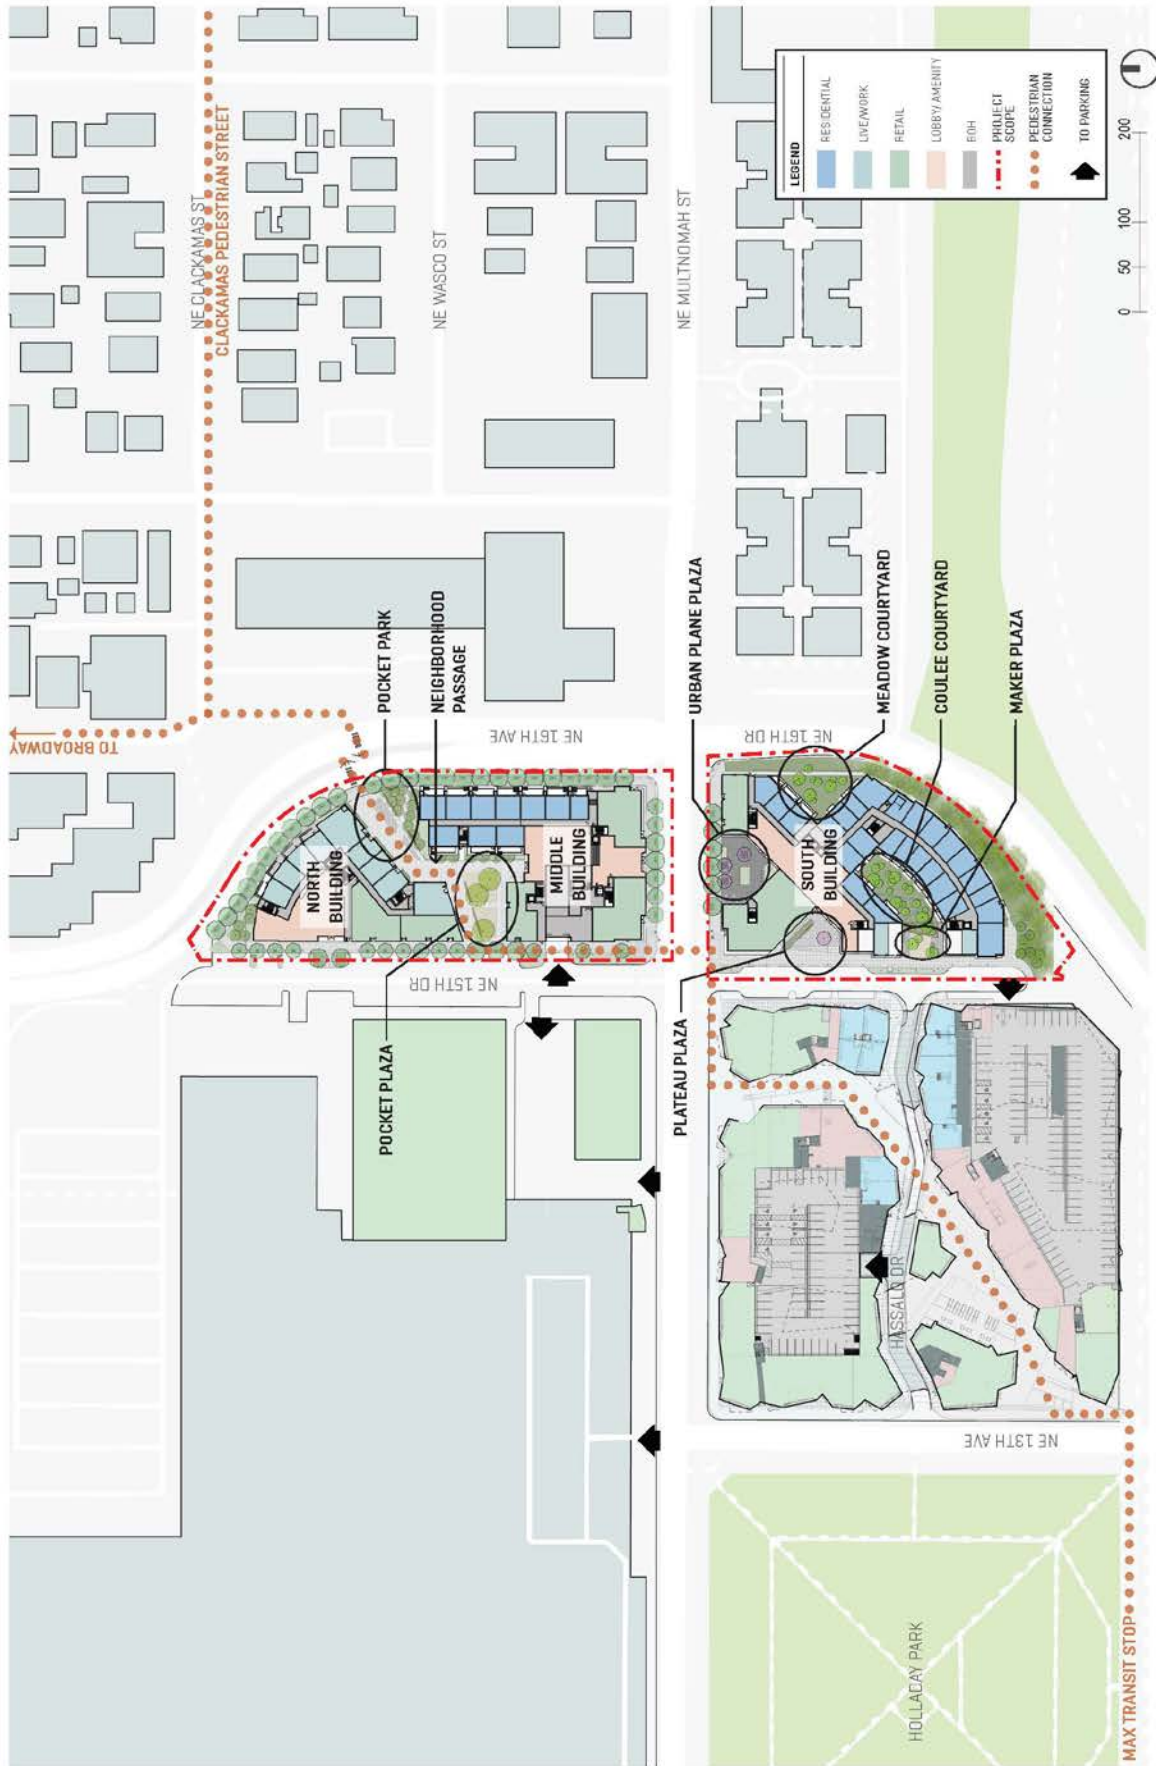 TO BROADWAY
NE CLACKAMAS ST
CLACKAMAS PEDESTRIAN STREET
NE WASCO ST
NE MULTNOMAH ST
LEGEND
RESIDENTIAL
LIVE/WORK
RETAIL
LOBBY/ AMENITY
BOH
PROJECT
SCOPE
PEDESTRIAN
CONNECTION
TO PARKING
0
50
100
200
POCKET PARK
NEIGHBORHOOD
PASSAGE
NE 16TH AVE
URBAN PLANE PLAZA
NE 16TH DR
MEADOW COURTYARD
COULEE COURTYARD
MAKER PLAZA
NORTH
BUILDING
MIDDLE
BUILDING
SOUTH
BUILDING
NE 15TH DR
POCKET PLAZA
PLATEAU PLAZA
HASSALO DR
NE 13TH AVE
HOLLADAY PARK
MAX TRANSIT STOP